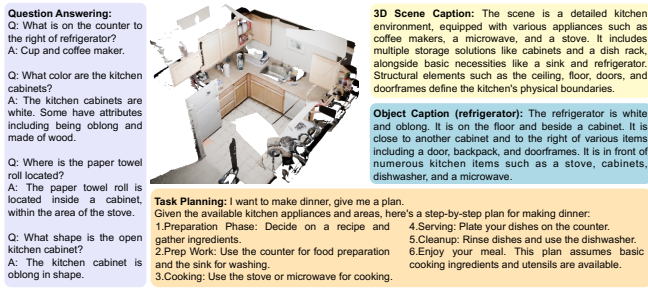 Question Answering:
Q: What is on the counter to
the right of refrigerator?
A: Cup and coffee maker.
Q: What color are the kitchen
cabinets?
A: The kitchen cabinets are
white. Some have attributes
including being oblong and
made of wood.
Q: Where is the paper towel
roll located?
A: The paper towel roll is
located inside a cabinet,
within the area of the stove.
Q: What shape is the open
kitchen cabinet?
A: The kitchen cabinet is
oblong in shape.
3D Scene Caption: The scene is a detailed kitchen
environment, equipped with various appliances such as
coffee makers, a microwave, and a stove. It includes
multiple storage solutions like cabinets and a dish rack,
alongside basic necessities like a sink and refrigerator.
Structural elements such as the ceiling, floor, doors, and
doorframes define the kitchen's physical boundaries.
Object Caption (refrigerator): The refrigerator is white
and oblong. It is on the floor and beside a cabinet. It is
close to another cabinet and to the right of various items
including a door, backpack, and doorframes. It is in front of
numerous kitchen items such as a stove, cabinets,
dishwasher, and a microwave.
Task Planning: I want to make dinner, give me a plan.
Given the available kitchen appliances and areas, here's a step-by-step plan for making dinner:
1.Preparation Phase: Decide on a recipe and
gather ingredients.
2.Prep Work: Use the counter for food preparation
and the sink for washing.
3.Cooking: Use the stove or microwave for cooking.
4.Serving: Plate your dishes on the counter.
5.Cleanup: Rinse dishes and use the dishwasher.
6.Enjoy your meal. This plan assumes basic
cooking ingredients and utensils are available.